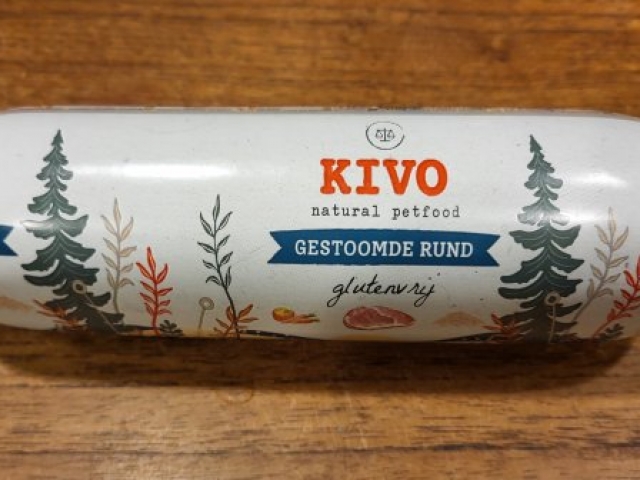 KIVO
natural petfood
GESTOOMDE RUND
glutenvrij